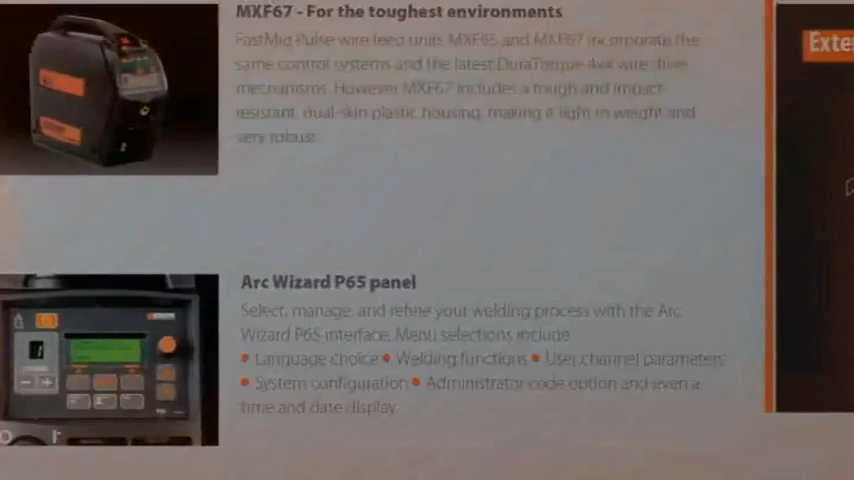 MXF67 - For the toughest environments
FastMig Pulse wire feed units MXF65 and MXF67 incorporate the
same control systems and the latest DuraTorque 4x4 wire drive
mechanisms. However MXF67 includes a tough and impact
resistant, dual-skin plastic housing, making it light in weight and
very robust.
Exte
Arc Wizard P65 panel
Select, manage, and refine your welding process with the Arc
Wizard P65 interface. Menu selections include
• Language choice • Welding functions • User channel parameters
• System configuration • Administrator code option and even a
time and date display